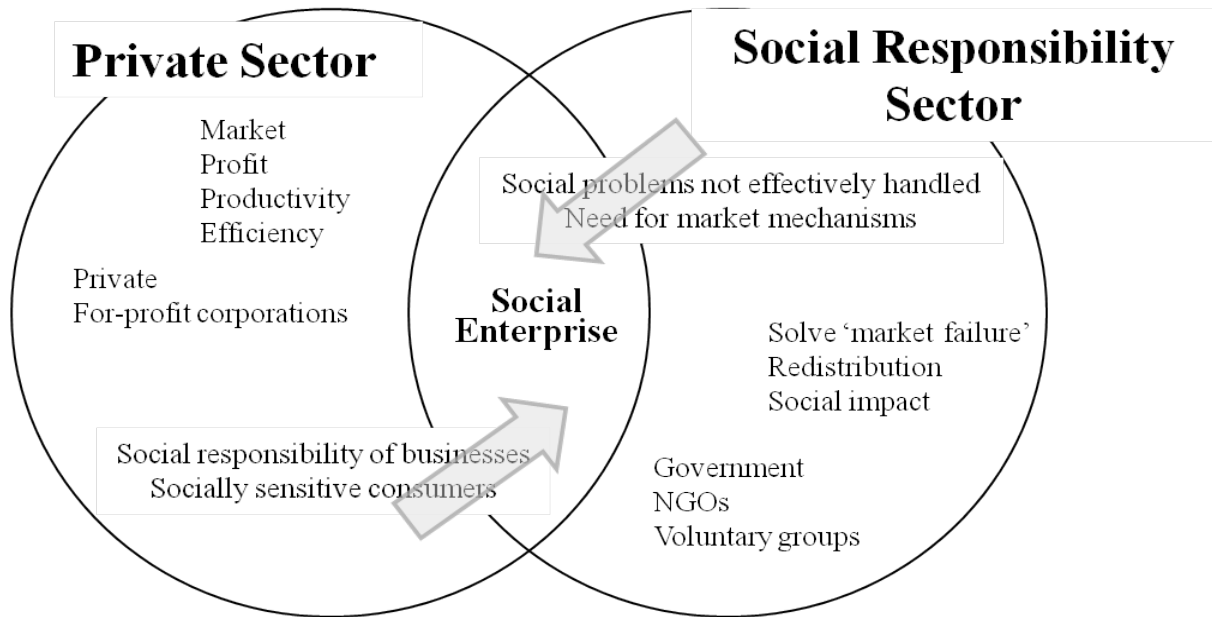 Private Sector
Social Responsibility
Sector
Market
Profit
Productivity
Efficiency
Private
For-profit corporations
Social problems not effectively handled
Need for market mechanisms
Social
Enterprise
Solve ‘market failure’
Redistribution
Social impact
Social responsibility of businesses
Socially sensitive consumers
Government
NGOs
Voluntary groups